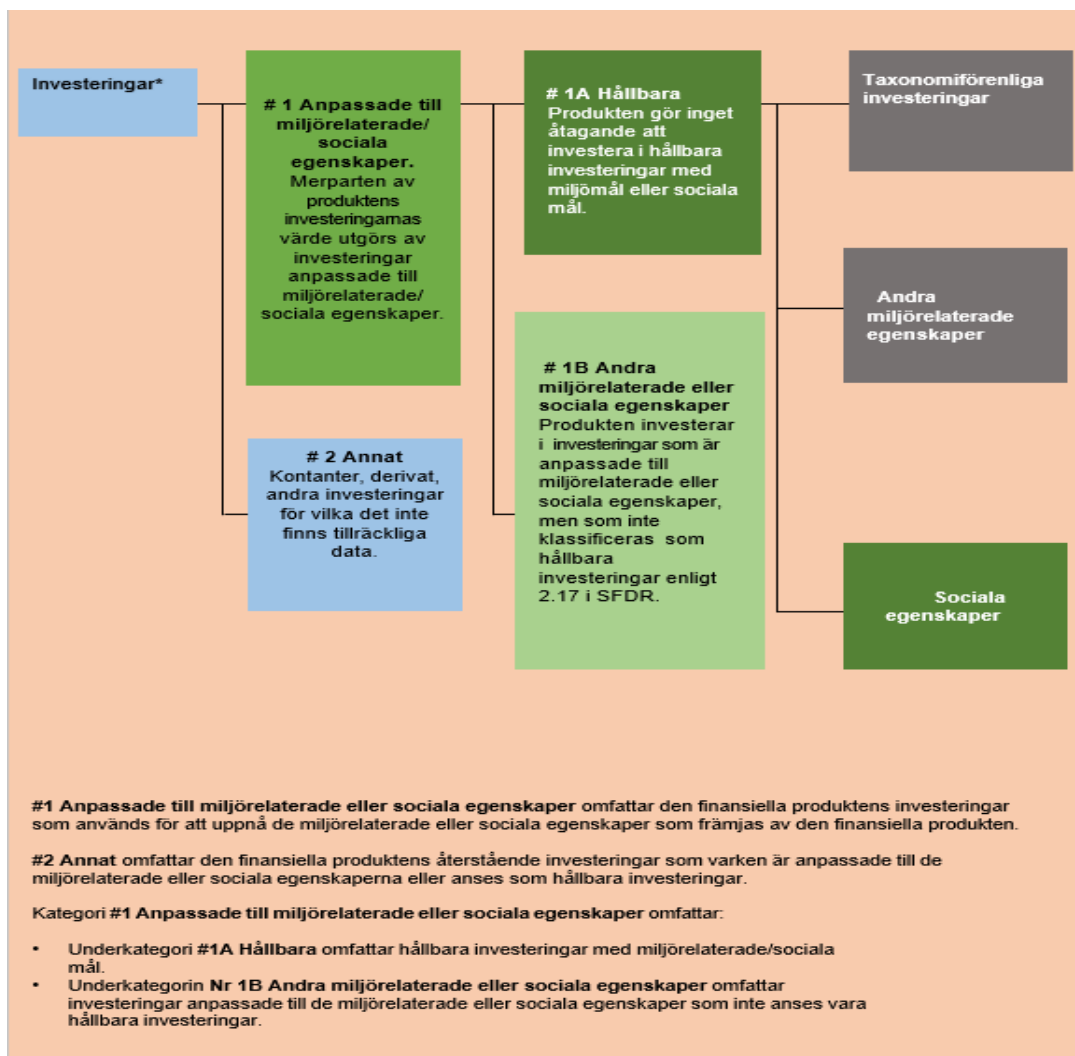 Investeringar*
# 1 Anpassade till
miljörelaterade/
sociala
egenskaper.
Merparten av
produktens
investeringarnas
värde utgörs av
investeringar
anpassade till
miljörelaterade/
sociala egenskaper.
# 2 Annat
Kontanter, derivat,
andra investeringar
för vilka det inte
finns tillräckliga
data.
# 1A Hållbara
Produkten gör inget
åtagande att
investera i hållbara
investeringar med
miljömål eller sociala
mål.
# 1B Andra
miljörelaterade eller
sociala egenskaper
Produkten investerar
i investeringar som är
anpassade till
miljörelaterade eller
sociala egenskaper,
men som inte
klassificeras som
hållbara
investeringar enligt
2.17 i SFDR.
Taxonomiförenliga
investeringar
Andra
miljörelaterade
egenskaper
Sociala
egenskaper
#1 Anpassade till miljörelaterade eller sociala egenskaper omfattar den finansiella produktens investeringar
som används för att uppnå de miljörelaterade eller sociala egenskaper som främjas av den finansiella produkten.
#2 Annat omfattar den finansiella produktens återstående investeringar som varken är anpassade till de
miljörelaterade eller sociala egenskaperna eller anses som hållbara investeringar.
Kategori #1 Anpassade till miljörelaterade eller sociala egenskaper omfattar:
• Underkategori #1A Hållbara omfattar hållbara investeringar med miljörelaterade/sociala
mål.
• Underkategorin Nr 1B Andra miljörelaterade eller sociala egenskaper omfattar
investeringar anpassade till de miljörelaterade eller sociala egenskaper som inte anses vara
hållbara investeringar.